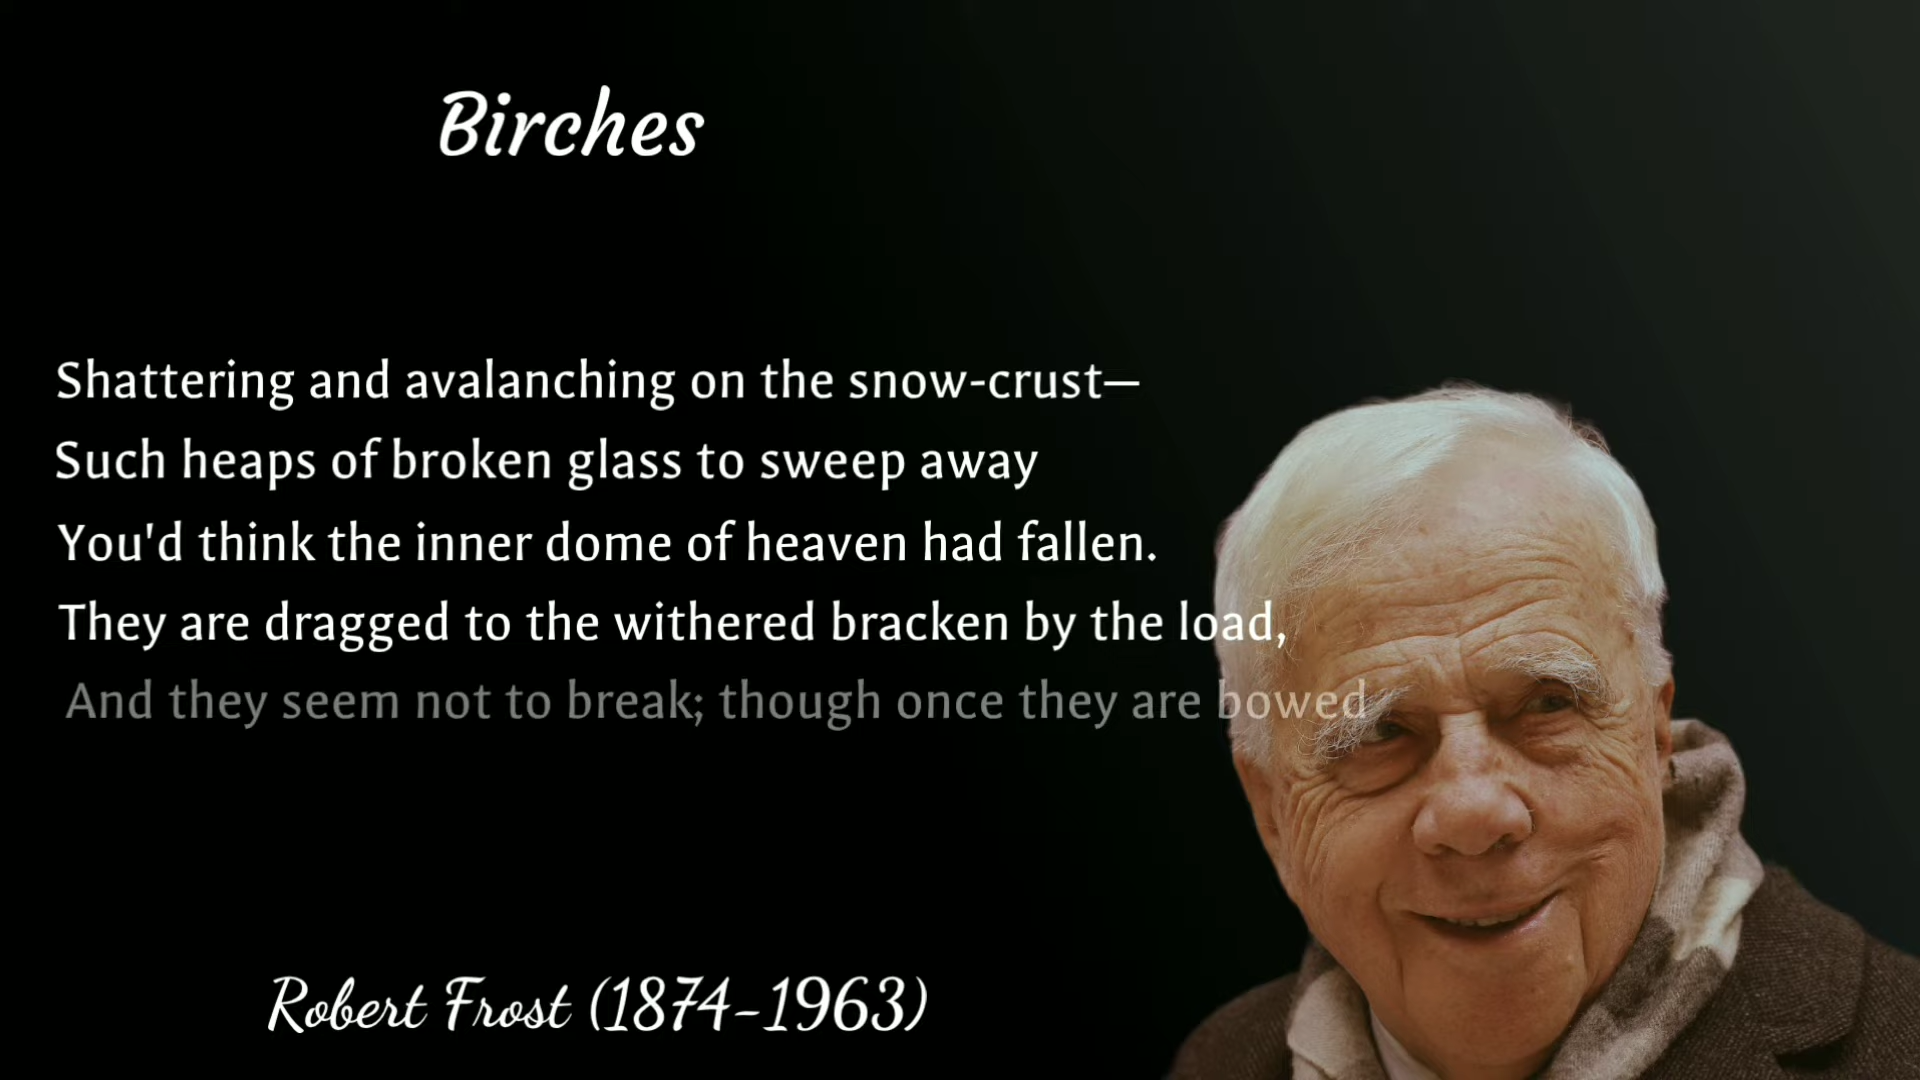 Birches
Shattering and avalanching on the snow-crust—
Such heaps of broken glass to sweep away
You'd think the inner dome of heaven had fallen.
They are dragged to the withered bracken by the load,
And they seem not to break; though once they are bowed
Robert Frost (1874-1963)